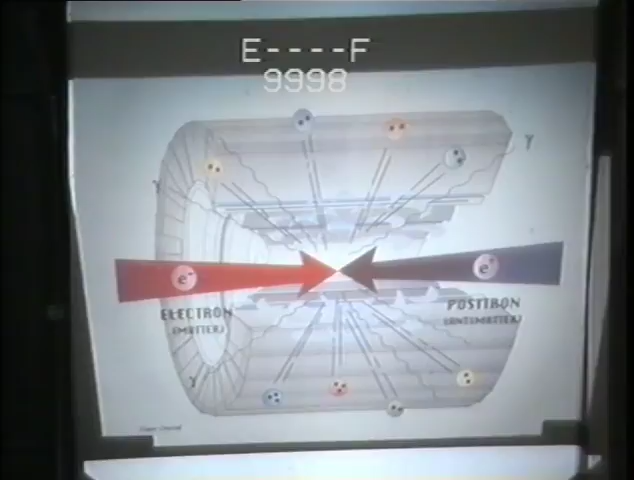 E----F
9998
γ
γ
e⁻
e⁺
ELECTRON
(MATTER)
POSITRON
(ANTIMATTER)
γ